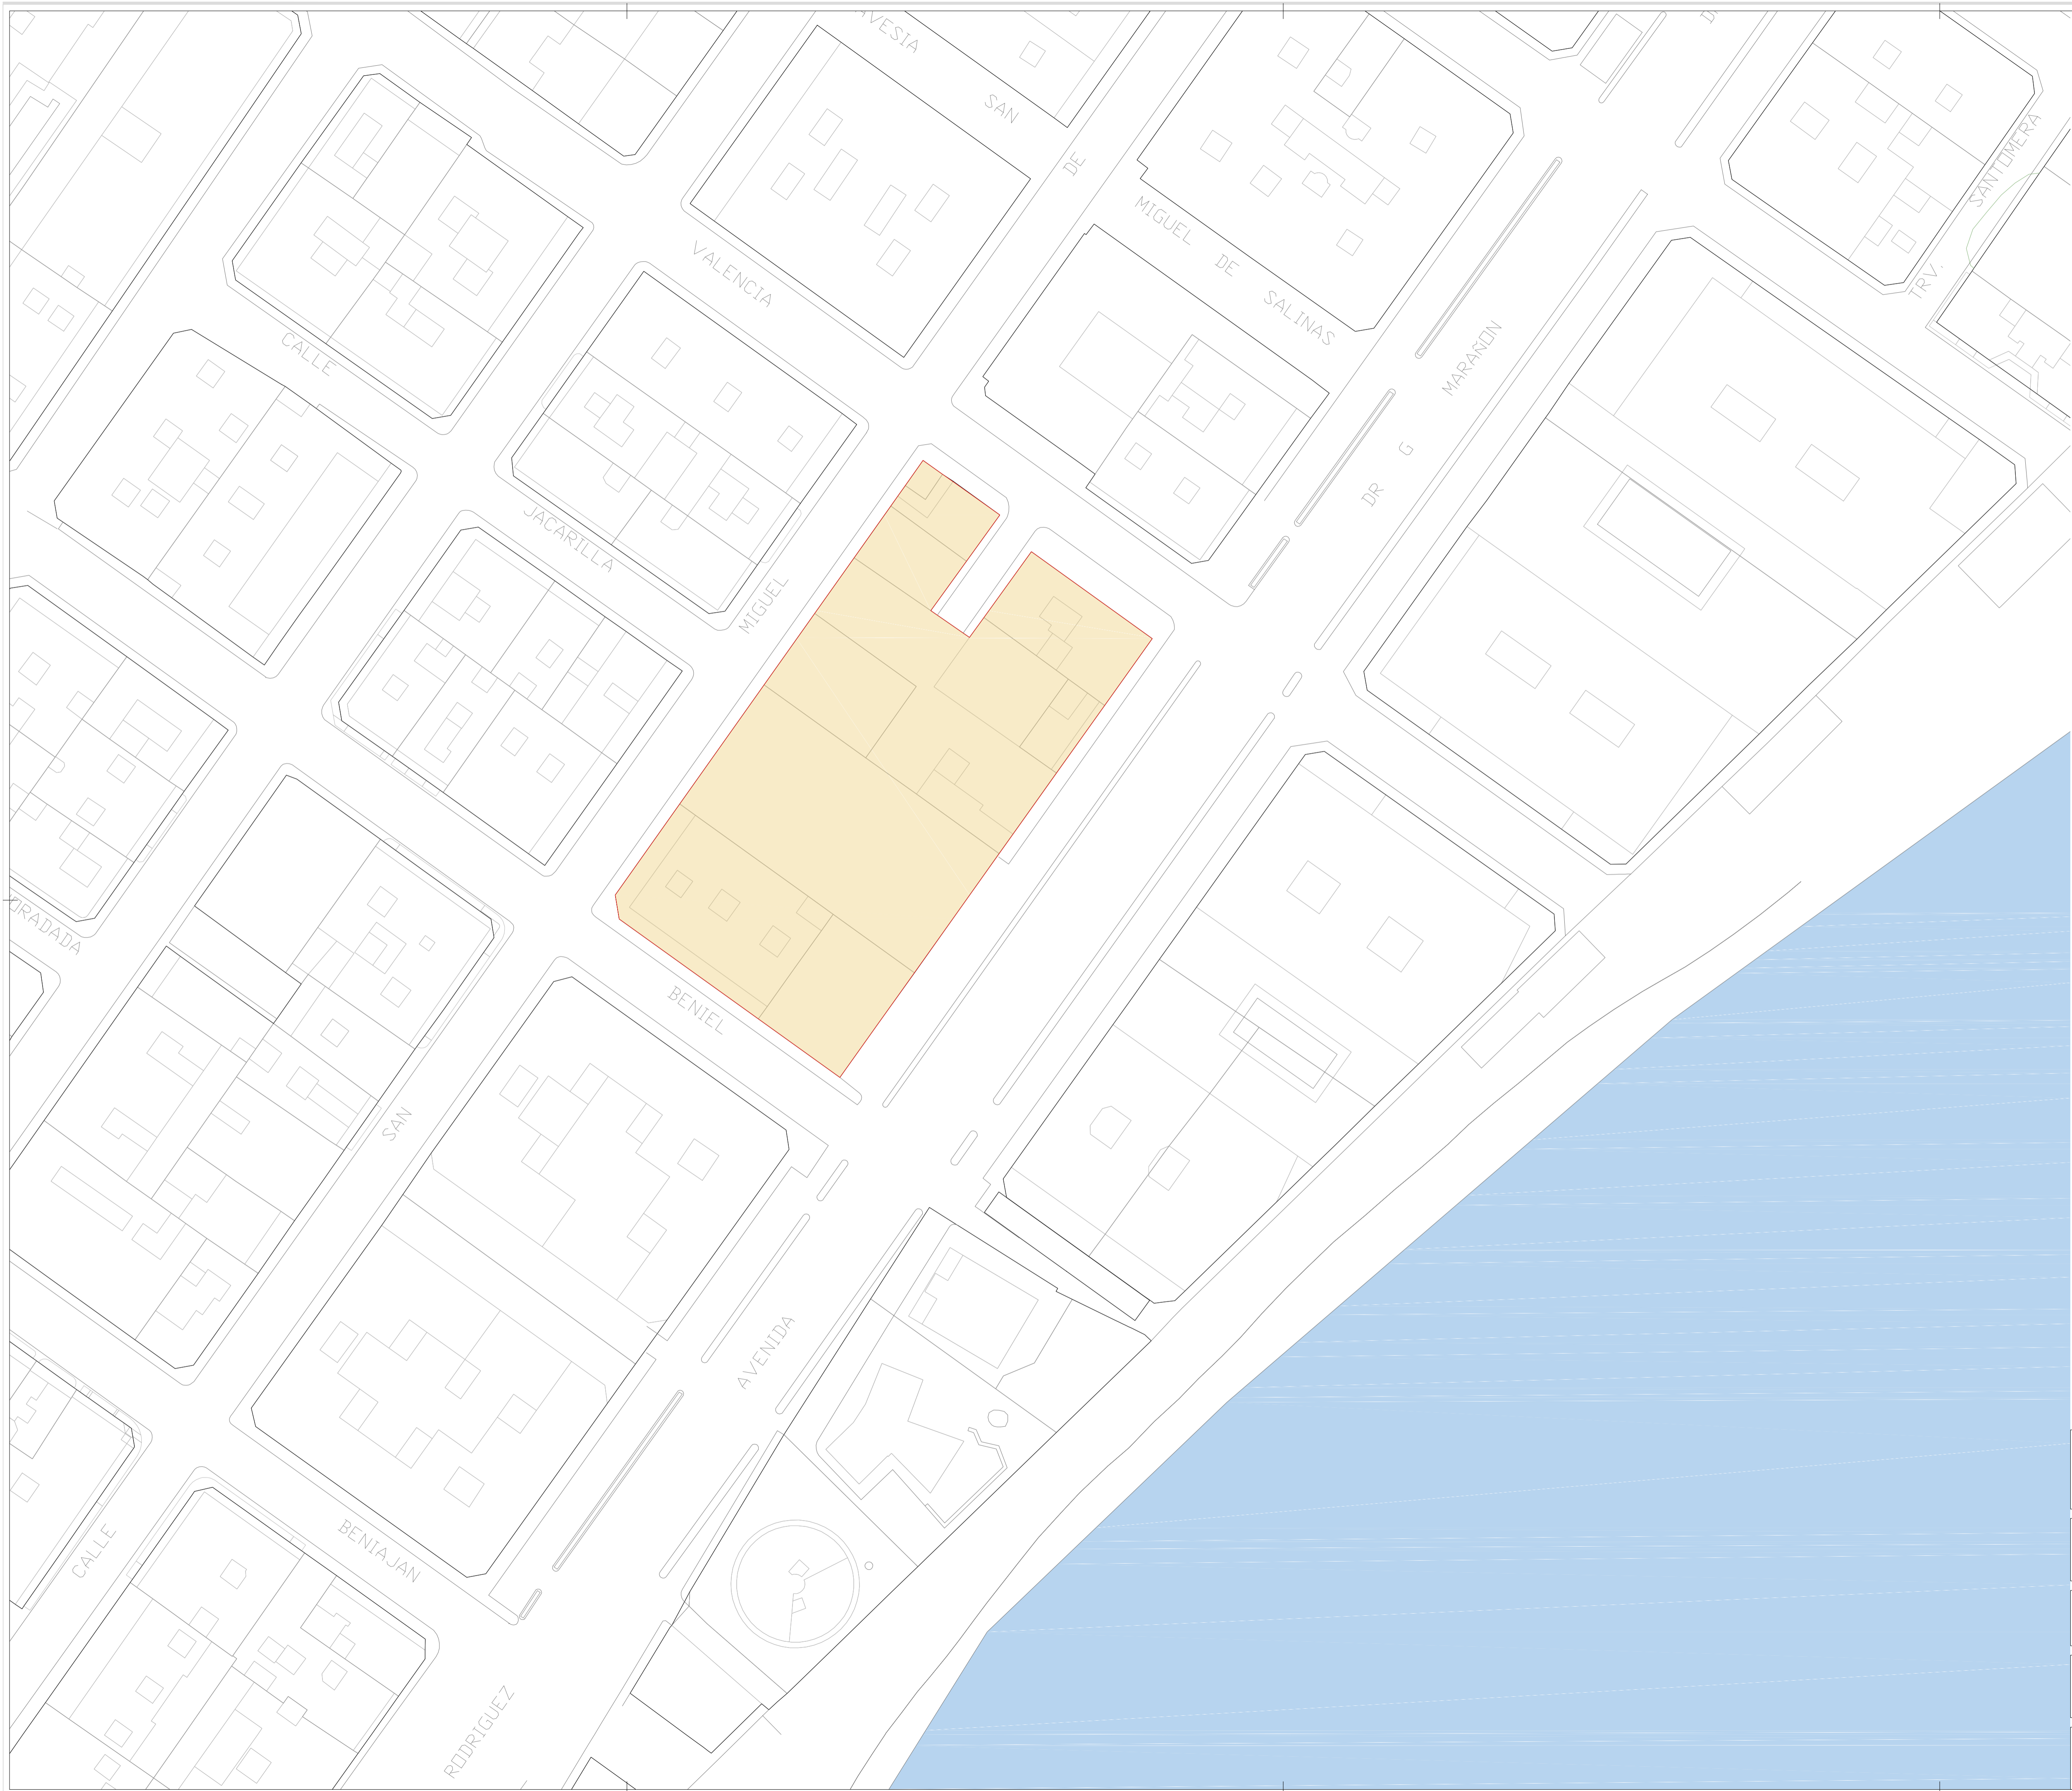 AVESIA
SAN
DE
MIGUEL DE SALINAS
VALENCIA
MARAÑON
SANTOMERA
TRV.
CALLE
DR G
JACARILLA
MIGUEL
ORADADA
BENIEL
SAN
AVENIDA
CALLE
BENIAJAN
RODRIGUEZ